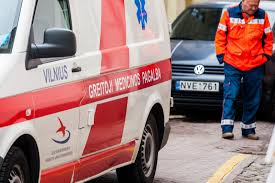 VILNIUS
GREITOJI MEDICINOS PAGALBA
NVE:761